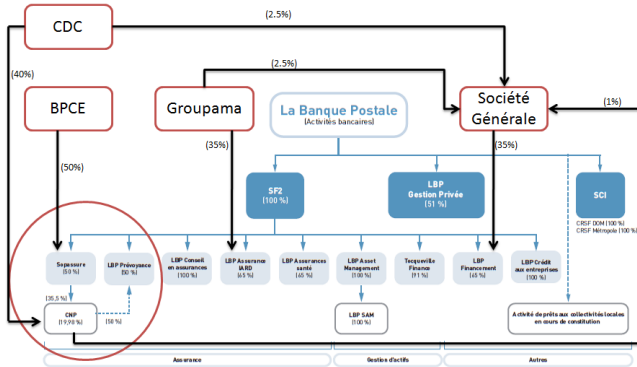 CDC
(2.5%)
(40%)
(2.5%)
BPCE
Groupama
La Banque Postale
(Activités bancaires)
Société
Générale
(1%)
(50%)
(35%)
(35%)
SF2
(100 %)
LBP
Gestion Privée
(51 %)
SCI
CRSF DOM (100 %)
CRSF Métropole (100 %)
Sopassure
(50 %)
LBP Prévoyance
(50 %)
LBP Conseil
en assurances
(100 %)
LBP Assurance
IARD
(65 %)
LBP Assurances
santé
(65 %)
LBP Asset
Management
(100 %)
Tocqueville
Finance
(91 %)
LBP
Financement
(65 %)
LBP Crédit
aux entreprises
(100 %)
(35,5 %)
CNP
(19,98 %)
(50 %)
LBP SAM
(100 %)
Activité de prêts aux collectivités locales
en cours de constitution
Assurance
Gestion d'actifs
Autres